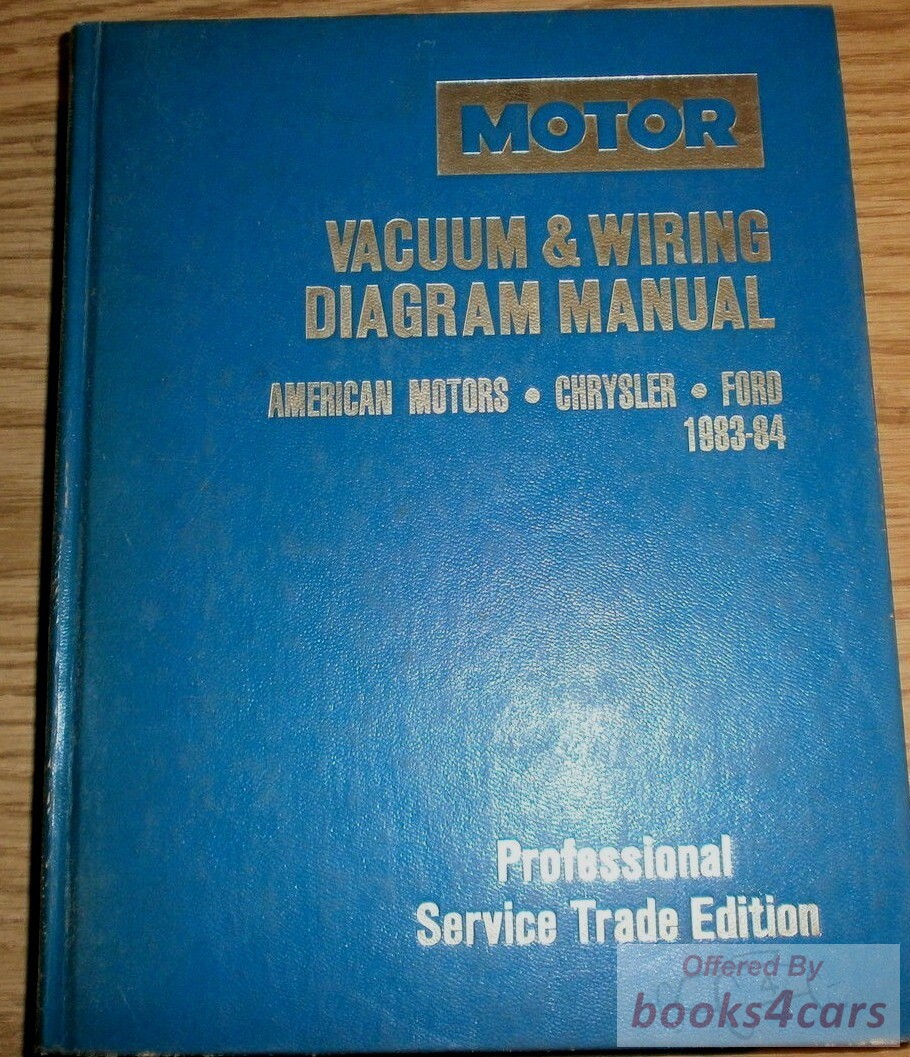 MOTOR
VACUUM & WIRING
DIAGRAM MANUAL
AMERICAN MOTORS • CHRYSLER • FORD
1983-84
Professional
Service Trade Edition
Offered By
books4cars